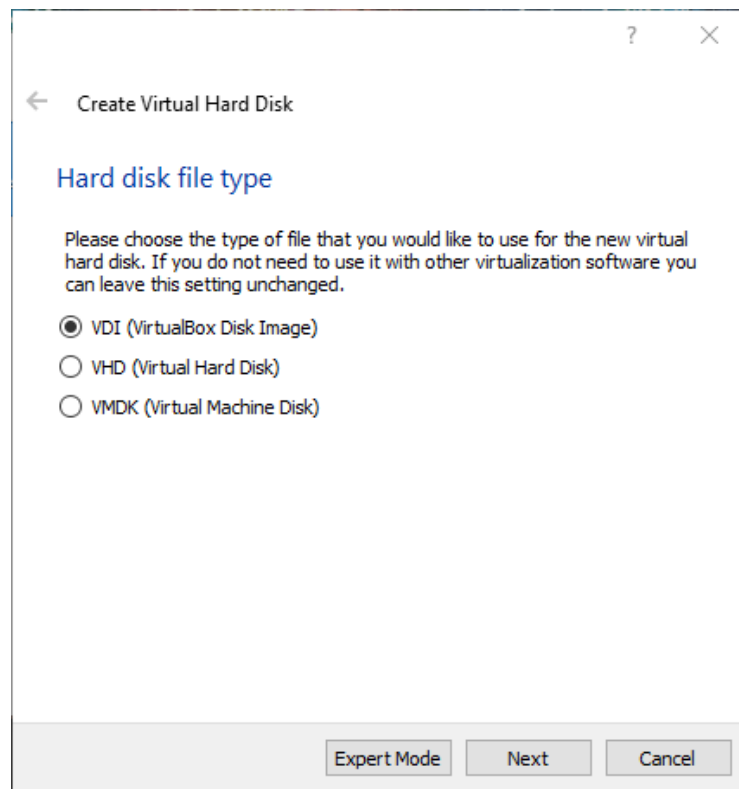 ?
Create Virtual Hard Disk
Hard disk file type
Please choose the type of file that you would like to use for the new virtual
hard disk. If you do not need to use it with other virtualization software you
can leave this setting unchanged.
VDI (VirtualBox Disk Image)
VHD (Virtual Hard Disk)
VMDK (Virtual Machine Disk)
Expert Mode Next Cancel